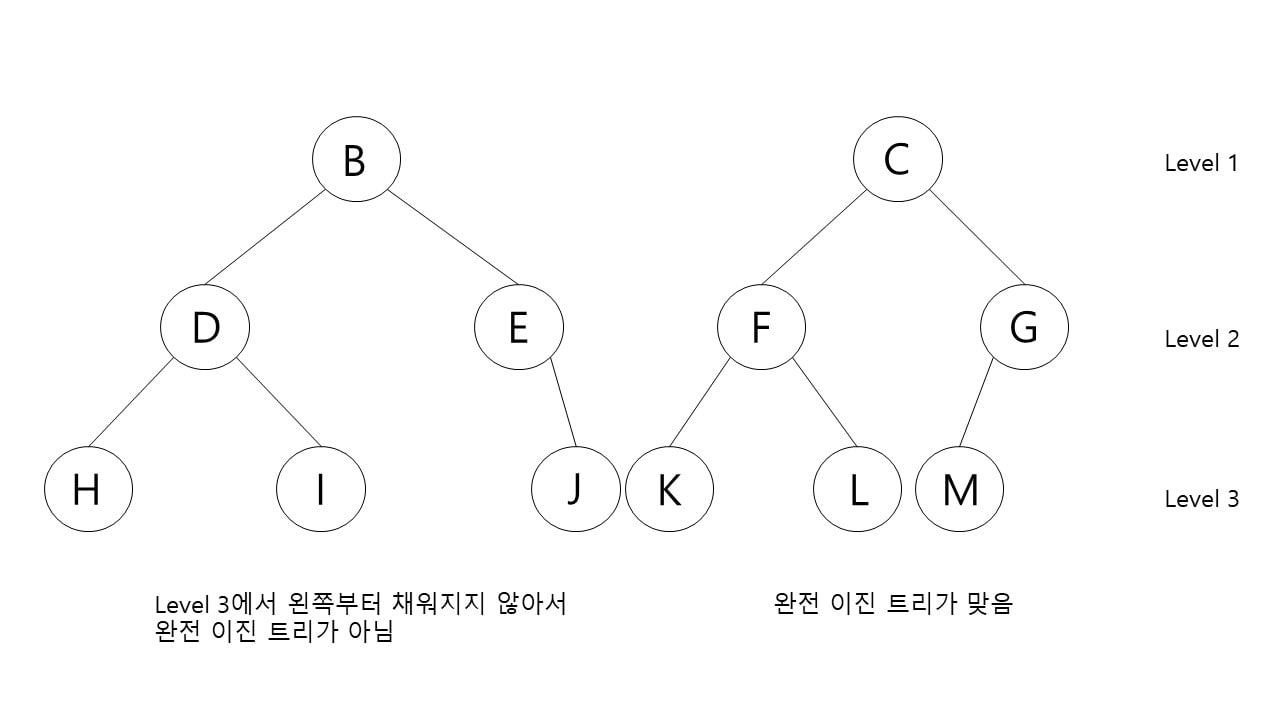 B
C
Level 1
D
E
F
G
Level 2
H
I
J
K
L
M
Level 3
Level 3에서 왼쪽부터 채워지지 않아서
완전 이진 트리가 아님
완전 이진 트리가 맞음